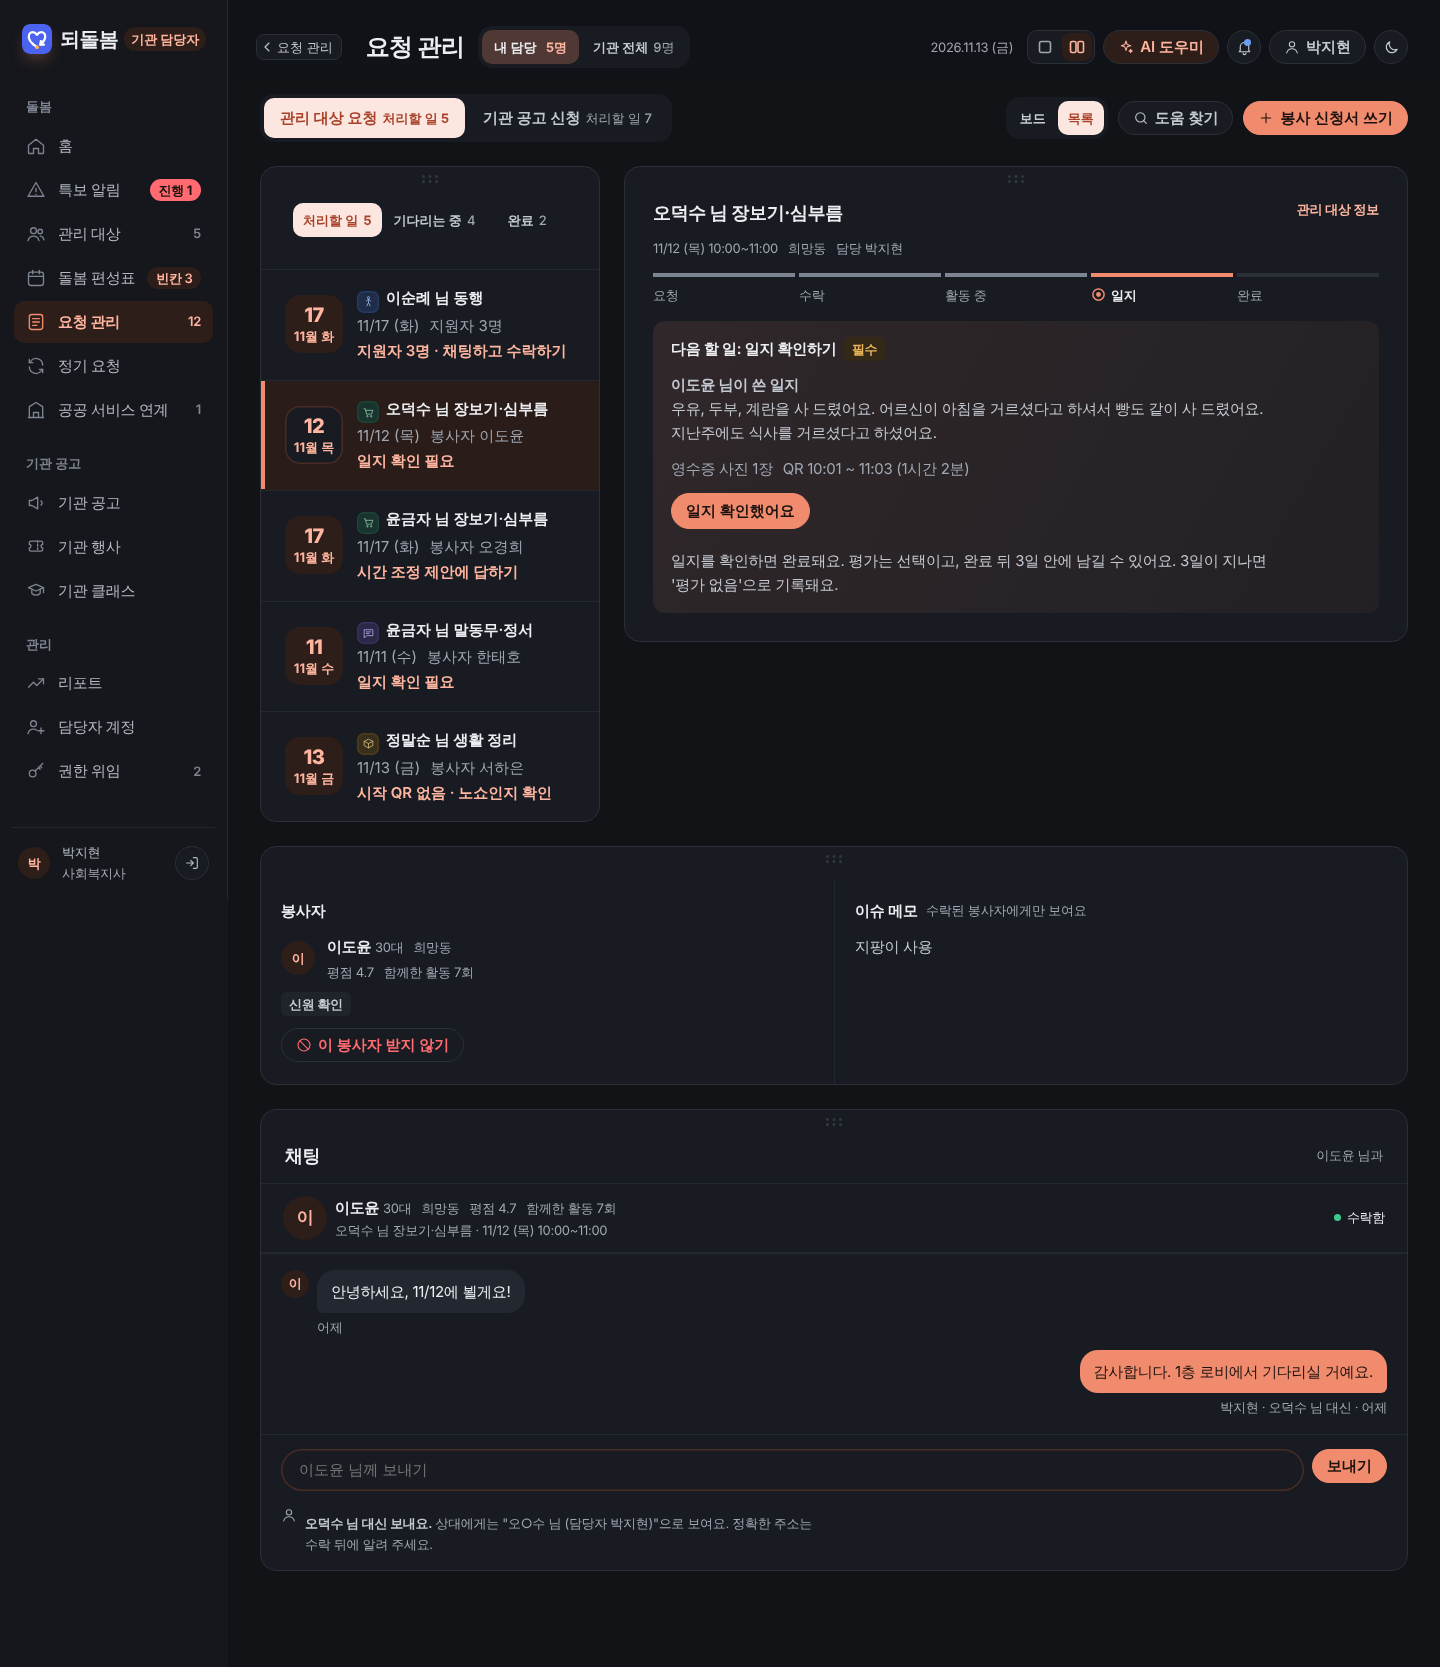 되돌봄 기관 담당자
돌봄
홈
특보 알림 진행 1
관리 대상 5
돌봄 편성표 빈칸 3
요청 관리 12
정기 요청
공공 서비스 연계 1
기관 공고
기관 공고
기관 행사
기관 클래스
관리
리포트
담당자 계정
권한 위임 2
박 박지현
사회복지사
요청 관리
요청 관리
내 담당 5명 기관 전체 9명
2026.11.13 (금)
AI 도우미
박지현
관리 대상 요청 처리할 일 5
기관 공고 신청 처리할 일 7
보드 목록
도움 찾기
봉사 신청서 쓰기
처리할 일 5 기다리는 중 4 완료 2
17
11월 화
이순례 님 동행
11/17 (화) 지원자 3명
지원자 3명 · 채팅하고 수락하기
12
11월 목
오덕수 님 장보기·심부름
11/12 (목) 봉사자 이도윤
일지 확인 필요
17
11월 화
윤금자 님 장보기·심부름
11/17 (화) 봉사자 오경희
시간 조정 제안에 답하기
11
11월 수
윤금자 님 말동무·정서
11/11 (수) 봉사자 한태호
일지 확인 필요
13
11월 금
정말순 님 생활 정리
11/13 (금) 봉사자 서하은
시작 QR 없음 · 노쇼인지 확인
오덕수 님 장보기·심부름
관리 대상 정보
11/12 (목) 10:00~11:00 희망동 담당 박지현
요청 수락 활동 중 일지 완료
다음 할 일: 일지 확인하기 필수
이도윤 님이 쓴 일지
우유, 두부, 계란을 사 드렸어요. 어르신이 아침을 거르셨다고 하셔서 빵도 같이 사 드렸어요.
지난주에도 식사를 거르셨다고 하셨어요.
영수증 사진 1장 QR 10:01 ~ 11:03 (1시간 2분)
일지 확인했어요
일지를 확인하면 완료돼요. 평가는 선택이고, 완료 뒤 3일 안에 남길 수 있어요. 3일이 지나면
'평가 없음'으로 기록돼요.
봉사자
이 이도윤 30대 희망동
평점 4.7 함께한 활동 7회
신원 확인
이 봉사자 받지 않기
이슈 메모 수락된 봉사자에게만 보여요
지팡이 사용
채팅
이도윤 님과
이 이도윤 30대 희망동 평점 4.7 함께한 활동 7회
오덕수 님 장보기·심부름 · 11/12 (목) 10:00~11:00
수락함
이 안녕하세요, 11/12에 뵐게요!
어제
감사합니다. 1층 로비에서 기다리실 거예요.
박지현 · 오덕수 님 대신 · 어제
이도윤 님께 보내기
보내기
오덕수 님 대신 보내요. 상대에게는 "오○수 님 (담당자 박지현)"으로 보여요. 정확한 주소는
수락 뒤에 알려 주세요.